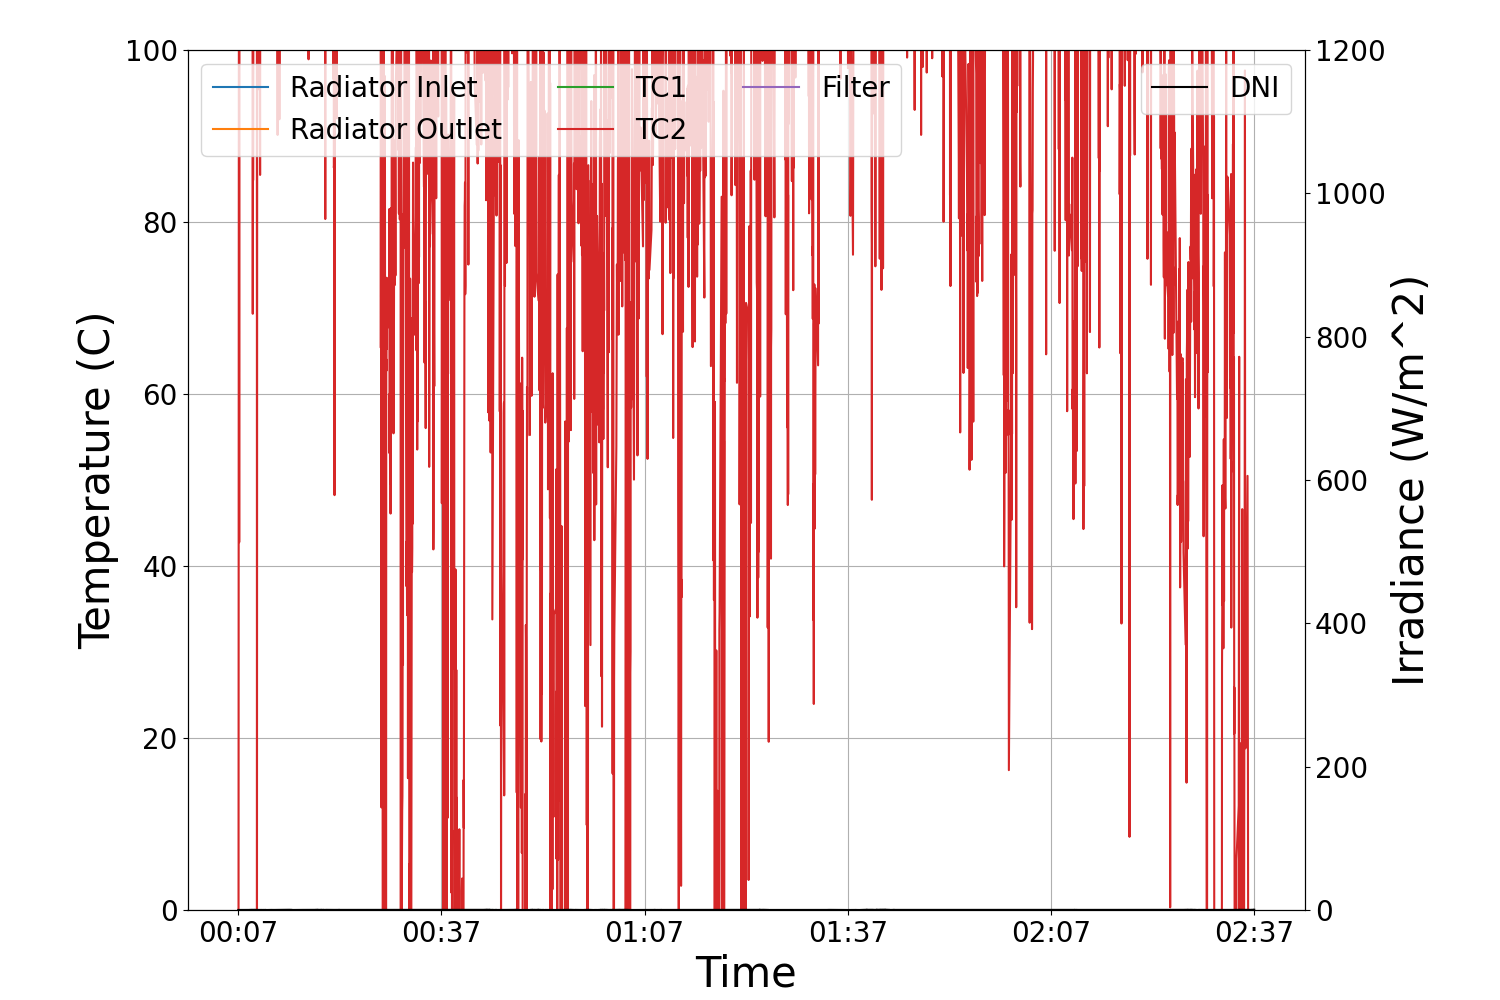 100
80
60
40
20
0
Temperature (C)
Radiator Inlet
Radiator Outlet
TC1
TC2
Filter
DNI
1200
1000
800
600
400
200
0
Irradiance (W/m^2)
00:07
00:37
01:07
01:37
02:07
02:37
Time